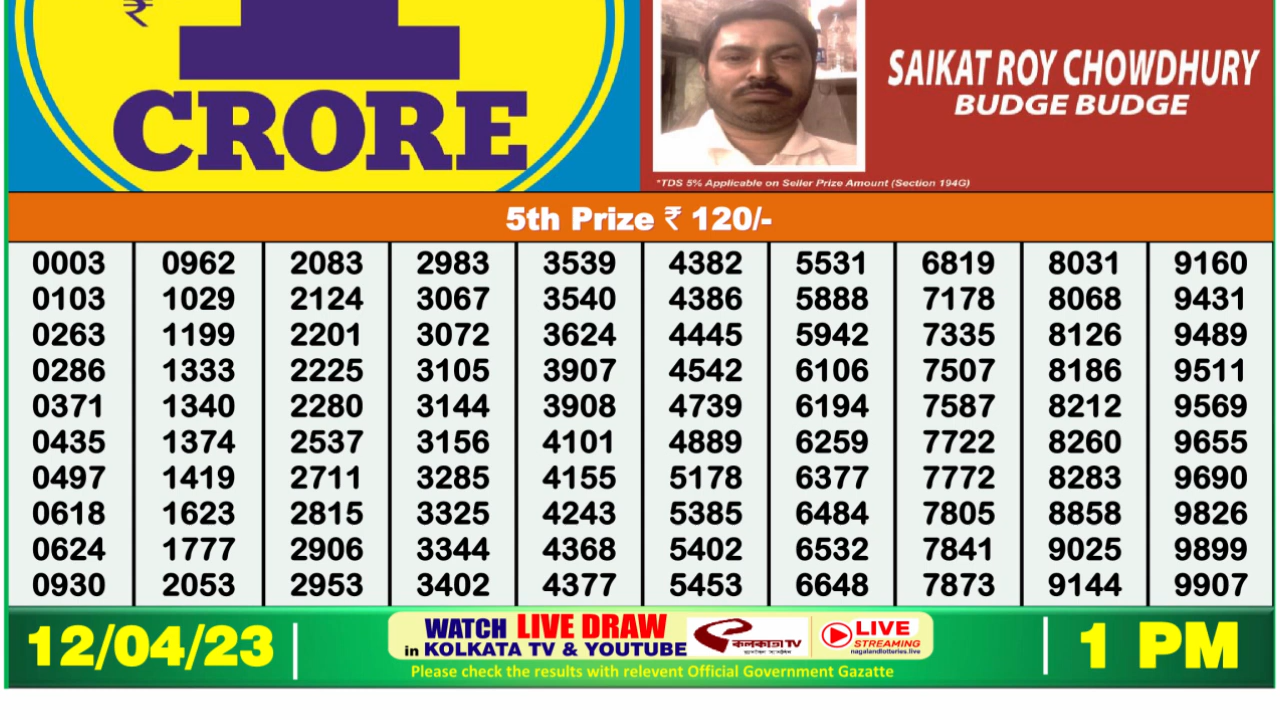 ₹
1
CRORE
SAIKAT ROY CHOWDHURY
BUDGE BUDGE
*TDS 5% Applicable on Seller Prize Amount (Section 194G)
5th Prize ₹ 120/-
0003 0962 2083 2983 3539 4382 5531 6819 8031 9160
0103 1029 2124 3067 3540 4386 5888 7178 8068 9431
0263 1199 2201 3072 3624 4445 5942 7335 8126 9489
0286 1333 2225 3105 3907 4542 6106 7507 8186 9511
0371 1340 2280 3144 3908 4739 6194 7587 8212 9569
0435 1374 2537 3156 4101 4889 6259 7722 8260 9655
0497 1419 2711 3285 4155 5178 6377 7772 8283 9690
0618 1623 2815 3325 4243 5385 6484 7805 8858 9826
0624 1777 2906 3344 4368 5402 6532 7841 9025 9899
0930 2053 2953 3402 4377 5453 6648 7873 9144 9907
12/04/23
WATCH LIVE DRAW
in KOLKATA TV & YOUTUBE
কলকাতা TV
LIVE
STREAMING
nagalandlotteries.live
Please check the results with relevent Official Government Gazatte
1 PM